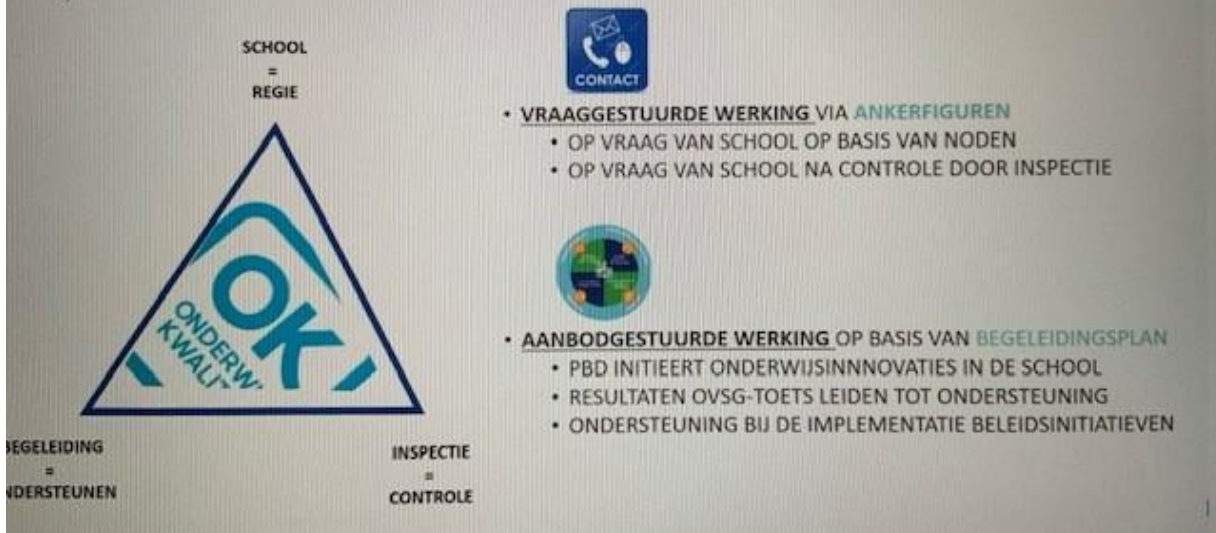 SCHOOL
=
REGIE
CONTACT
• VRAAGGESTUURDE WERKING VIA ANKERFIGUREN
• OP VRAAG VAN SCHOOL OP BASIS VAN NODEN
• OP VRAAG VAN SCHOOL NA CONTROLE DOOR INSPECTIE
OK
ONDERW
KWALI
• AANBODGESTUURDE WERKING OP BASIS VAN BEGELEIDINGSPLAN
• PBD INITIEERT ONDERWIJSINNNOVATIES IN DE SCHOOL
• RESULTATEN OVSG-TOETS LEIDEN TOT ONDERSTEUNING
• ONDERSTEUNING BIJ DE IMPLEMENTATIE BELEIDSINITIATIEVEN
EGELEIDING
=
NDERSTEUNEN
INSPECTIE
=
CONTROLE